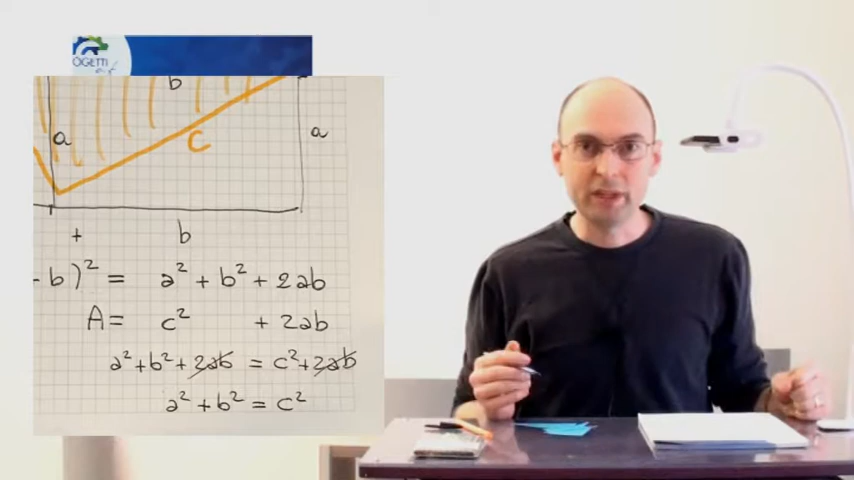 OGETTI
b
a
c
a
+ b
- b)² = a² + b² + 2ab
A = c² + 2ab
a² + b² + 2ab = c² + 2ab
a² + b² = c²